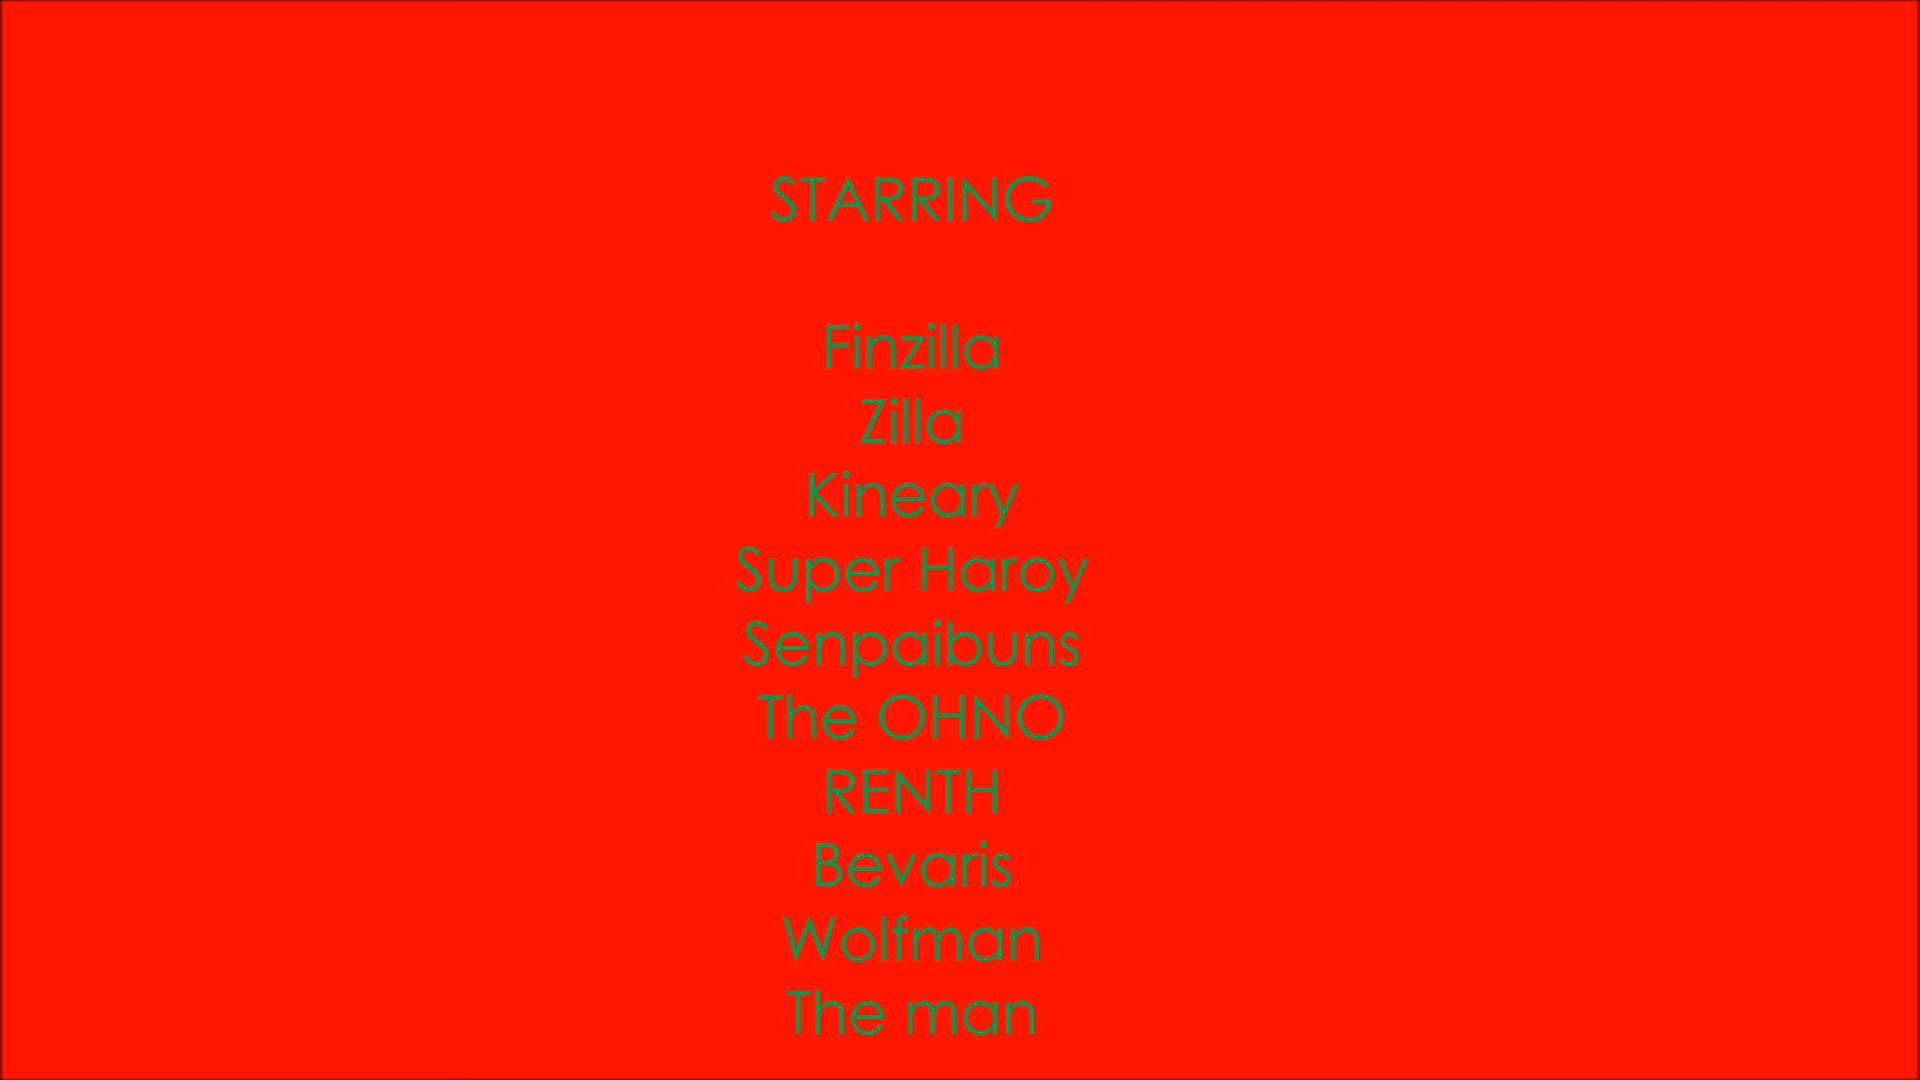 STARRING
Finzilla
Zilla
Kineary
Super Haroy
Senpaibuns
The OHNO
RENTH
Bevaris
Wolfman
The man